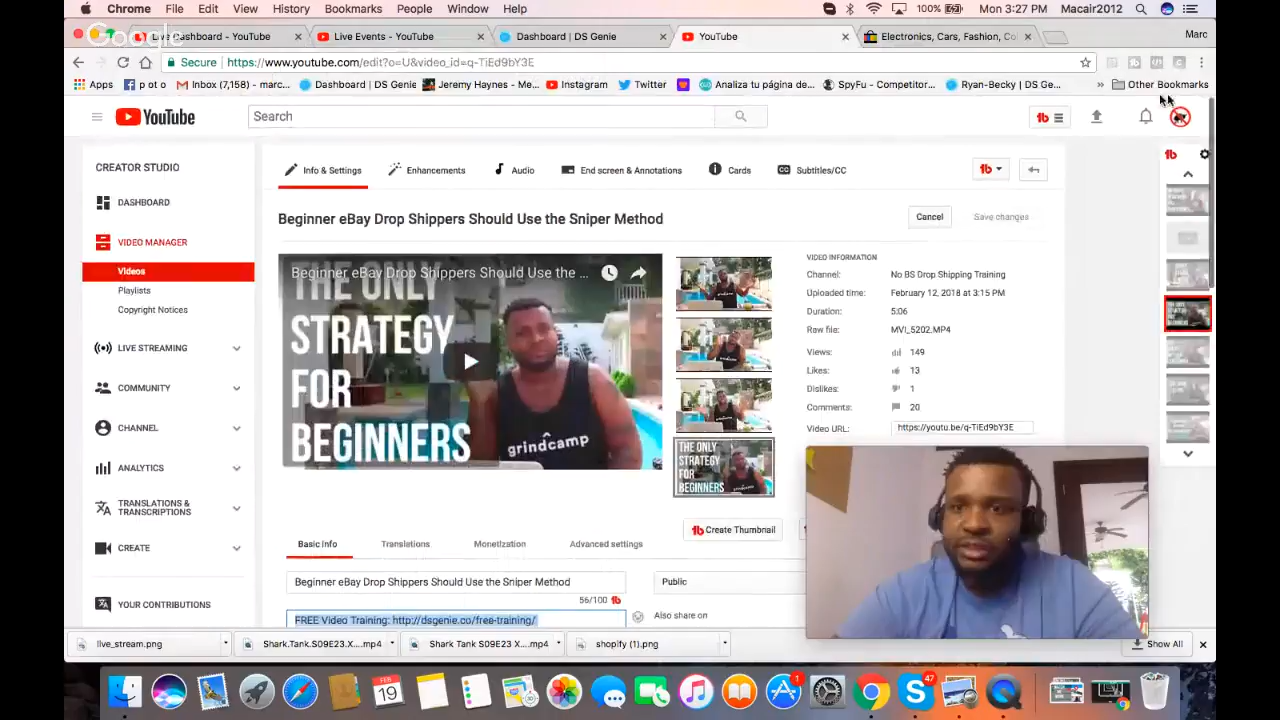 Chrome File Edit View History Bookmarks People Window Help 100% Mon 3:27 PM Macair2012
Google
Live Dashboard - YouTube
Live Events - YouTube
Dashboard | DS Genie
YouTube
Electronics, Cars, Fashion, Co
Marc
Secure https://www.youtube.com/edit?o=U&video_id=q-TiEd9bY3E
Apps
p ot o
Inbox (7,158) – marc...
Dashboard | DS Genie
Jeremy Haynes - Me...
Instagram
Twitter
Analiza tu página de...
SpyFu - Competitor...
Ryan-Becky | DS Ge...
» Other Bookmarks
YouTube
Search
CREATOR STUDIO
DASHBOARD
VIDEO MANAGER
Videos
Playlists
Copyright Notices
LIVE STREAMING
COMMUNITY
CHANNEL
ANALYTICS
TRANSLATIONS &
TRANSCRIPTIONS
CREATE
YOUR CONTRIBUTIONS
Info & Settings
Enhancements
Audio
End screen & Annotations
Cards
CC Subtitles/CC
Beginner eBay Drop Shippers Should Use the Sniper Method
Cancel
Save changes
Beginner eBay Drop Shippers Should Use the ...
THE ONLY
STRATEGY
FOR
BEGINNERS
grindcamp
THE ONLY
STRATEGY
FOR
BEGINNERS
VIDEO INFORMATION
Channel: No BS Drop Shipping Training
Uploaded time: February 12, 2018 at 3:15 PM
Duration: 5:06
Raw file: MVI_5202.MP4
Views: 149
Likes: 13
Dislikes: 1
Comments: 20
Video URL: https://youtu.be/q-TiEd9bY3E
Create Thumbnail
Basic Info
Translations
Monetization
Advanced settings
Beginner eBay Drop Shippers Should Use the Sniper Method
Public
56/100
FREE Video Training: http://dsgenie.co/free-training/
Also share on
live_stream.png
Shark.Tank.S09E23.X....mp4
Shark Tank S09E23 X....mp4
shopify (1).png
Show All
FEB
19
1
47